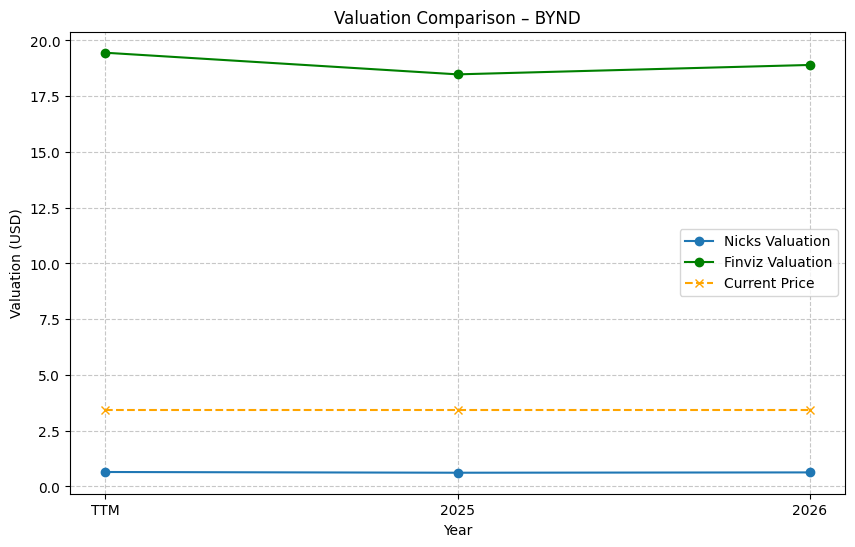 Valuation Comparison – BYND
Valuation (USD)
20.0
17.5
15.0
12.5
10.0
7.5
5.0
2.5
0.0
Nicks Valuation
Finviz Valuation
Current Price
TTM
2025
2026
Year